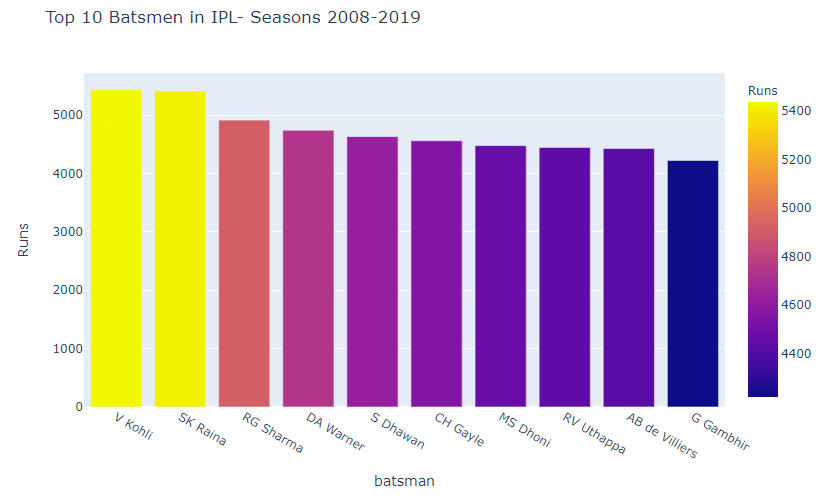 Top 10 Batsmen in IPL- Seasons 2008-2019
Runs
5000
4000
3000
2000
1000
0
V Kohli
SK Raina
RG Sharma
DA Warner
S Dhawan
CH Gayle
MS Dhoni
RV Uthappa
AB de Villiers
G Gambhir
batsman
Runs
5400
5200
5000
4800
4600
4400